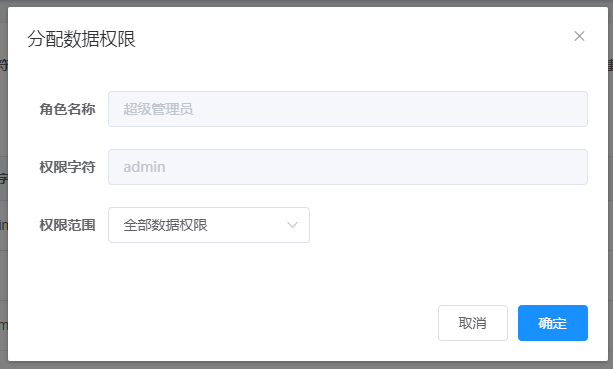 分配数据权限
角色名称 超级管理员
权限字符 admin
权限范围 全部数据权限
取消 确定